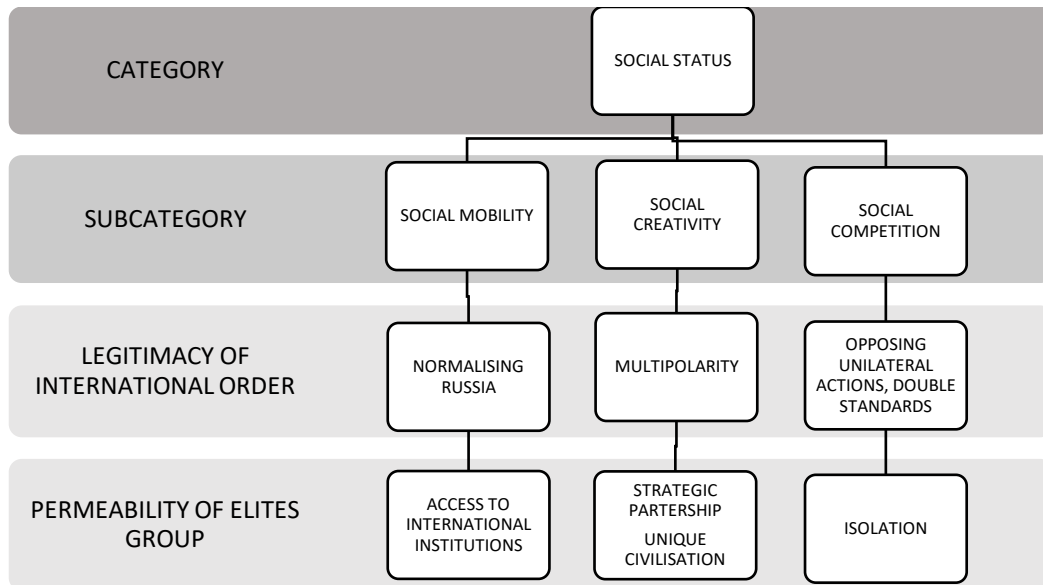 CATEGORY
SOCIAL STATUS
SUBCATEGORY
SOCIAL MOBILITY
SOCIAL
CREATIVITY
SOCIAL
COMPETITION
LEGITIMACY OF
INTERNATIONAL ORDER
NORMALISING
RUSSIA
MULTIPOLARITY
OPPOSING
UNILATERAL
ACTIONS, DOUBLE
STANDARDS
PERMEABILITY OF ELITES
GROUP
ACCESS TO
INTERNATIONAL
INSTITUTIONS
STRATEGIC
PARTERSHIP
UNIQUE
CIVILISATION
ISOLATION